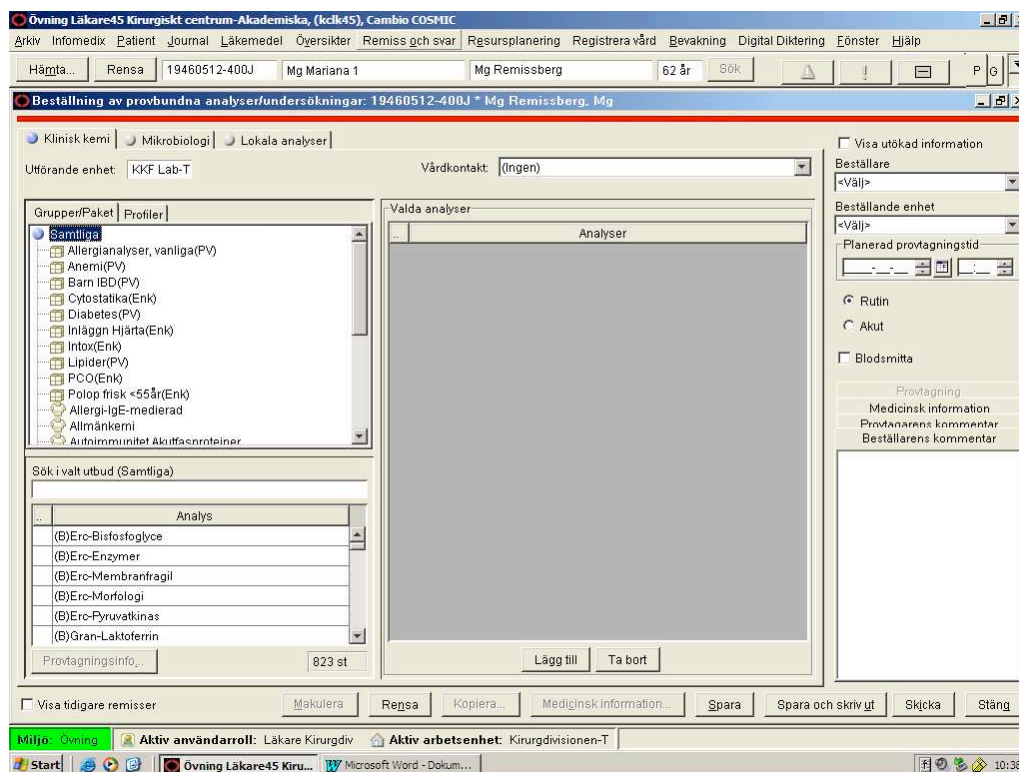 Övning Läkare45 Kirurgiskt centrum-Akademiska, (kclk45), Cambio COSMIC
Arkiv Infomedix Patient Journal Läkemedel Översikter Remiss och svar Resursplanering Registrera vård Bevakning Digital Diktering Fönster Hjälp
Hämta... Rensa 19460512-400J Mg Mariana 1 Mg Remissberg 62 år Sök ! P G
Beställning av provbundna analyser/undersökningar: 19460512-400J * Mg Remissberg, Mg
Klinisk kemi Mikrobiologi Lokala analyser
Utförande enhet: KKF Lab-T
Vårdkontakt: (Ingen)
Grupper/Paket Profiler
Samtliga
Allergianalyser, vanliga(PV)
Anemi(PV)
Barn IBD(PV)
Cytostatika(Enk)
Diabetes(PV)
Inläggn Hjärta(Enk)
Intox(Enk)
Lipider(PV)
PCO(Enk)
Polop frisk <55år(Enk)
Allergi-IgE-medierad
Allmänkemi
Autoimmunitet Akutfasproteiner
Sök i valt utbud (Samtliga)
.. Analys
(B)Erc-Bisfosfoglyce
(B)Erc-Enzymer
(B)Erc-Membranfragil
(B)Erc-Morfologi
(B)Erc-Pyruvatkinas
(B)Gran-Laktoferrin
Provtagningsinfo... 823 st
Valda analyser
.. Analyser
Lägg till Ta bort
Visa utökad information
Beställare
<Välj>
Beställande enhet
<Välj>
Planerad provtagningstid
____-__-__ __:__
Rutin
Akut
Blodsmitta
Provtagning
Medicinsk information
Provtagarens kommentar
Beställarens kommentar
Visa tidigare remisser Makulera Rensa Kopiera... Medicinsk information... Spara Spara och skriv ut Skicka Stäng
Miljö: Övning Aktiv användarroll: Läkare Kirurgdiv Aktiv arbetsenhet: Kirurgdivisionen-T
Start Övning Läkare45 Kiru... Microsoft Word - Dokum... 10:38